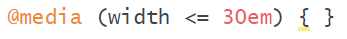 @media (width <= 30em) { }